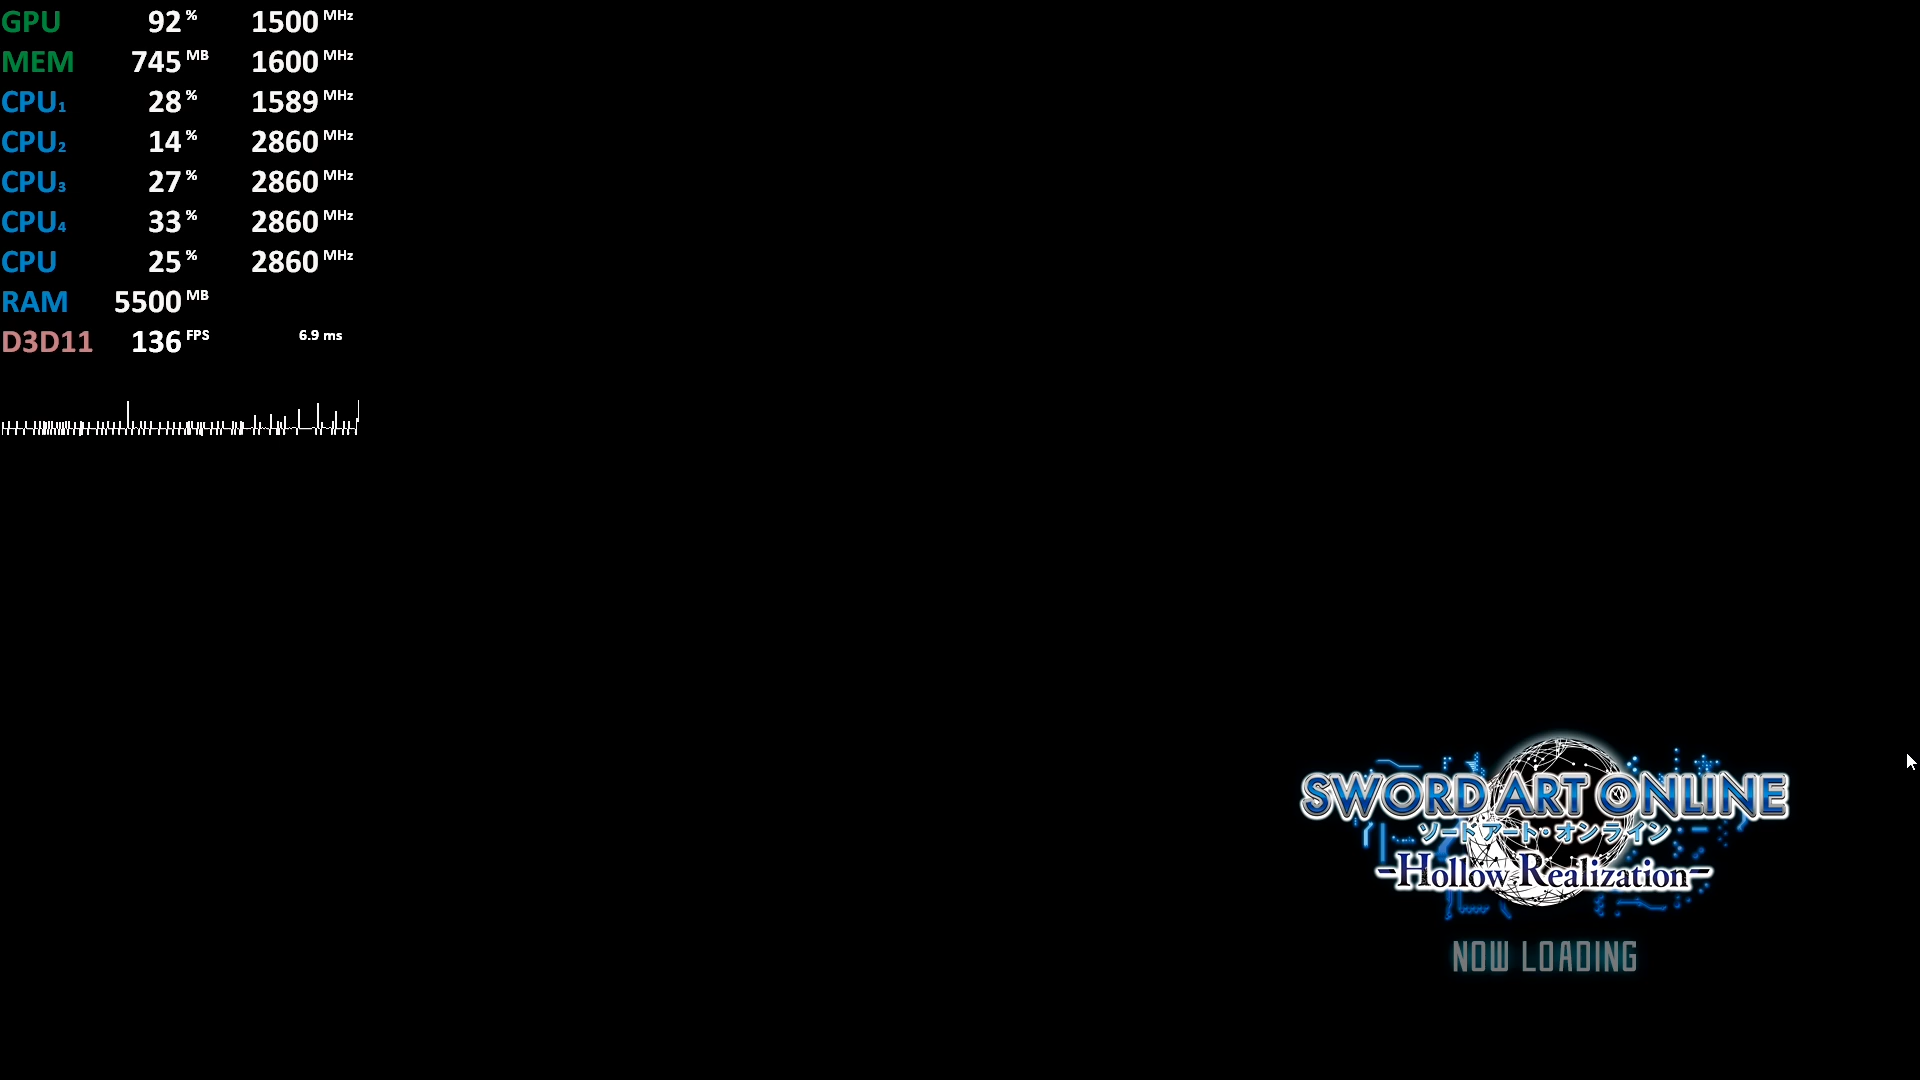 GPU 92 % 1500 MHz
MEM 745 MB 1600 MHz
CPU1 28 % 1589 MHz
CPU2 14 % 2860 MHz
CPU3 27 % 2860 MHz
CPU4 33 % 2860 MHz
CPU 25 % 2860 MHz
RAM 5500 MB
D3D11 136 FPS 6.9 ms
SWORD ART ONLINE
ソードアート・オンライン
-Hollow Realization-
NOW LOADING